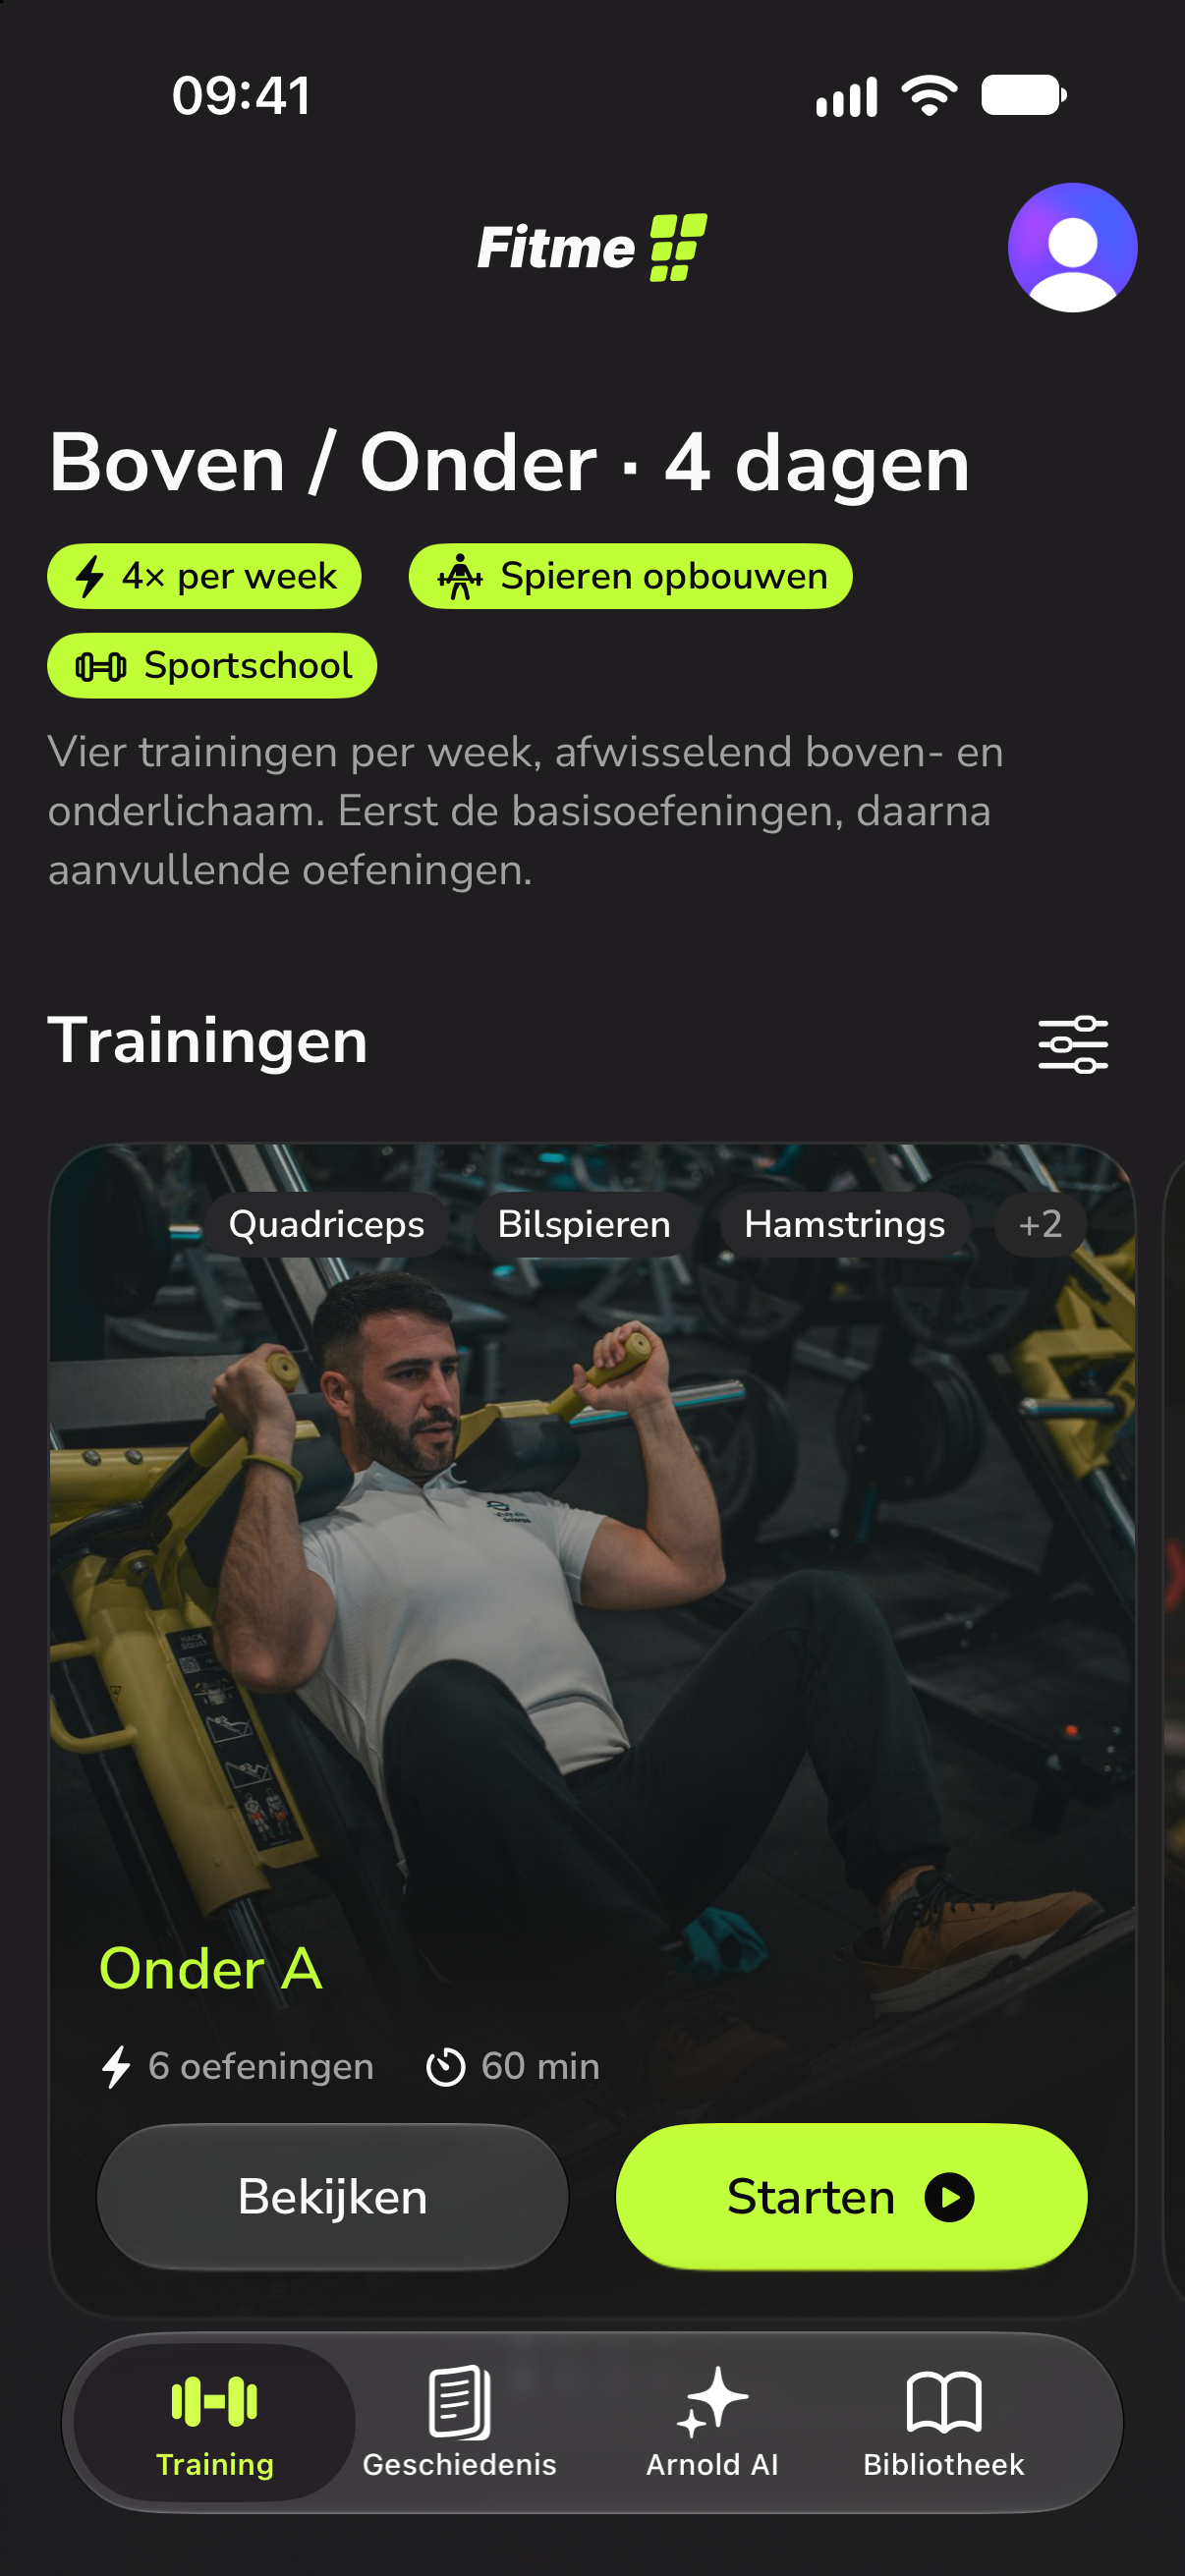 09:41
Fitme
Boven / Onder · 4 dagen
4× per week
Spieren opbouwen
Sportschool
Vier trainingen per week, afwisselend boven- en
onderlichaam. Eerst de basisoefeningen, daarna
aanvullende oefeningen.
Trainingen
Quadriceps
Bilspieren
Hamstrings
+2
HACK
SQUAT
Onder A
6 oefeningen
60 min
Bekijken
Starten
Training
Geschiedenis
Arnold AI
Bibliotheek